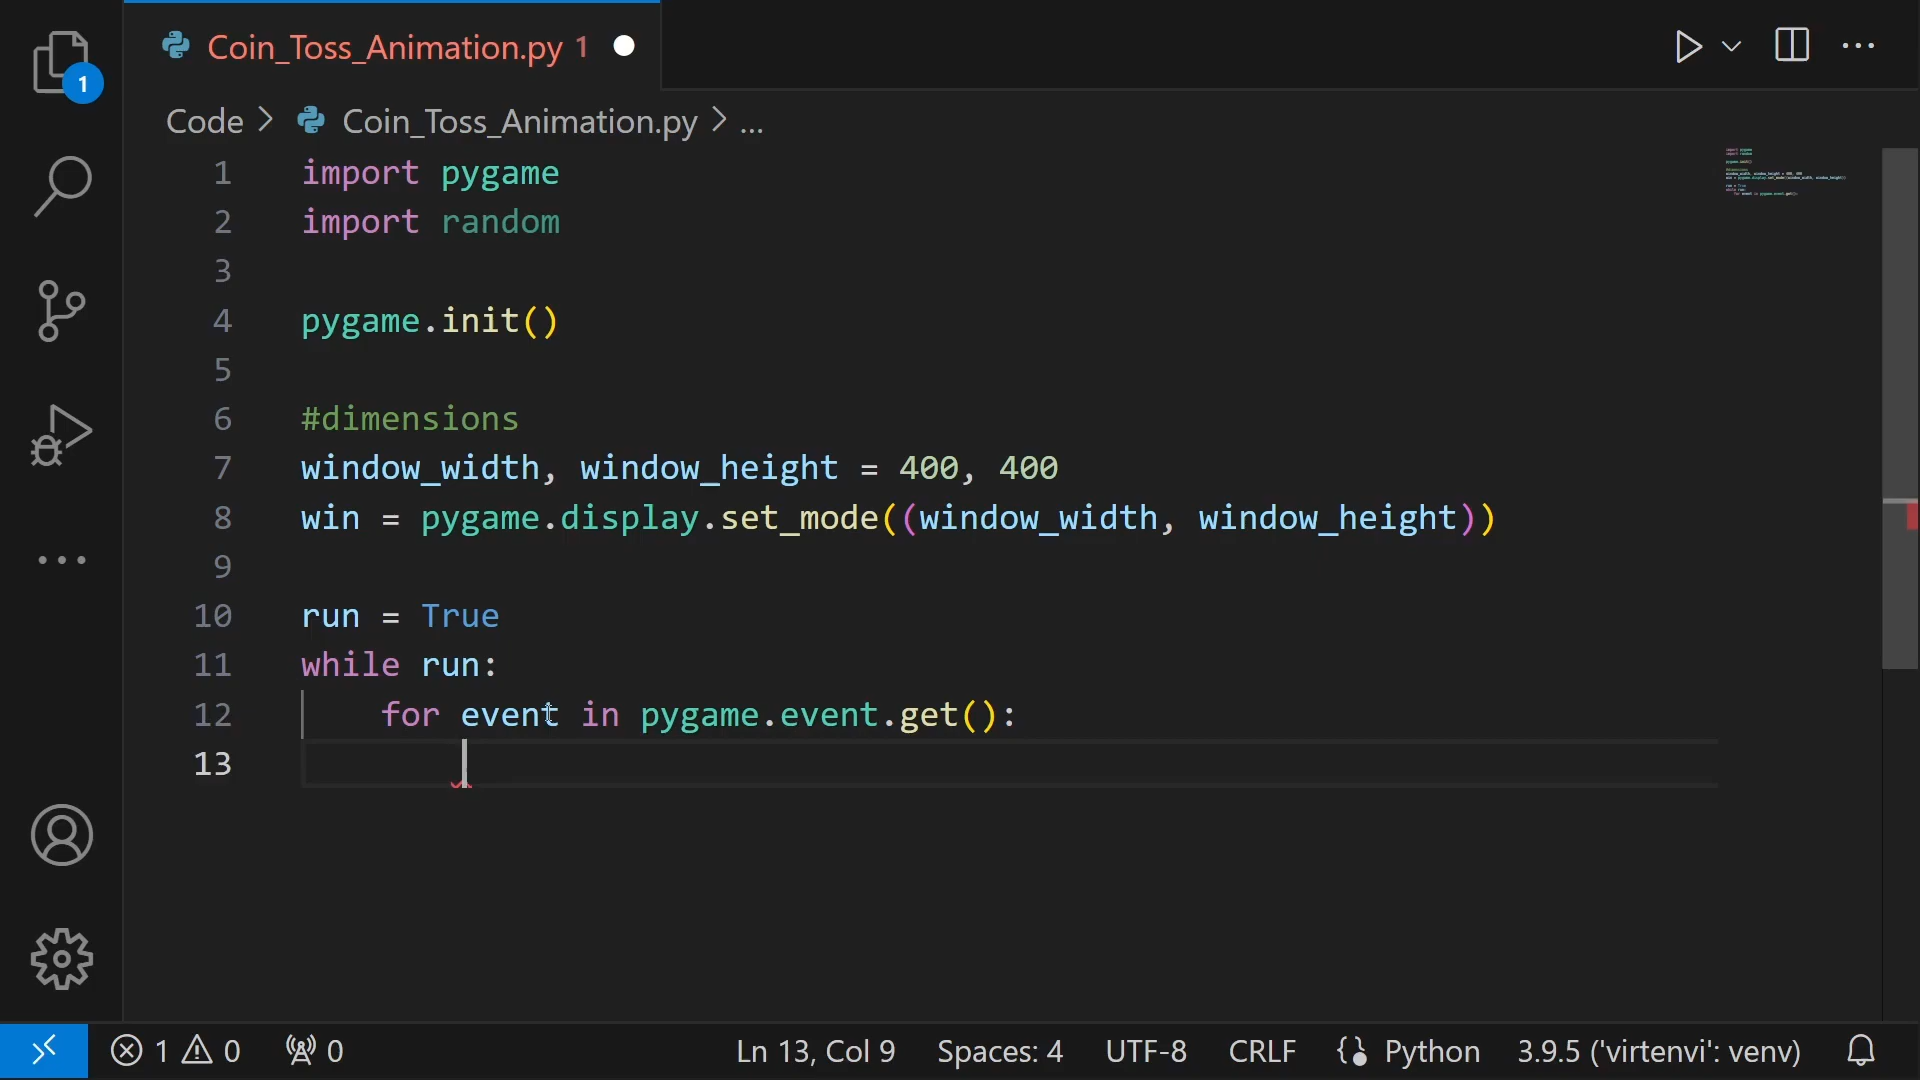 Coin_Toss_Animation.py 1
1
Code > Coin_Toss_Animation.py > ...
1 import pygame
2 import random
3
4 pygame.init()
5
6 #dimensions
7 window_width, window_height = 400, 400
8 win = pygame.display.set_mode((window_width, window_height))
9
10 run = True
11 while run:
12     for event in pygame.event.get():
13
1 0 0 Ln 13, Col 9 Spaces: 4 UTF-8 CRLF Python 3.9.5 ('virtenvi': venv)